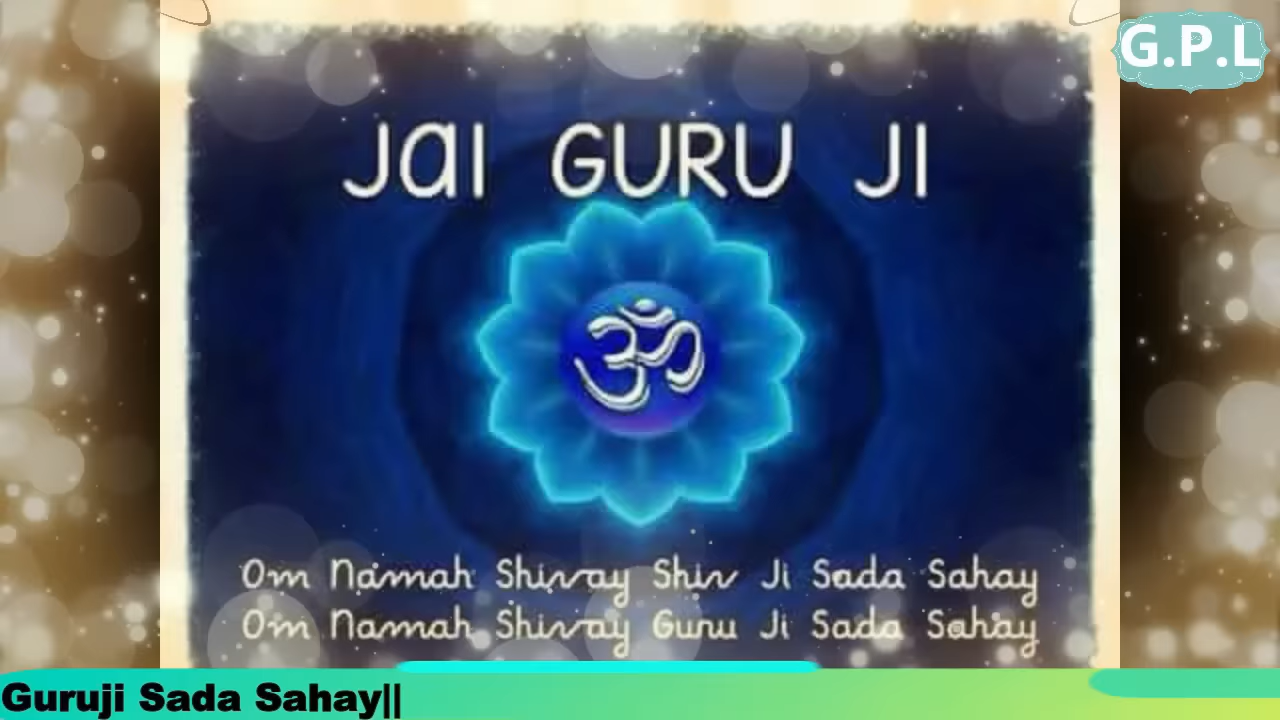 G.P.L
Jai GURU JI
ॐ
Om Namah Shivay Shiv Ji Sada Sahay
Om Namah Shivay Guru Ji Sada Sahay
Guruji Sada Sahay||